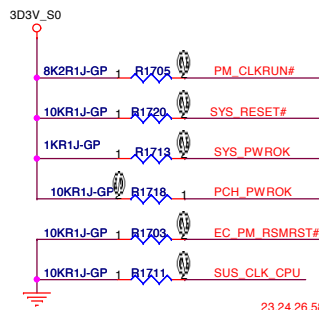 3D3V_S0
8K2R1J-GP 1 R1705 PM_CLKRUN#
10KR1J-GP 1 R1720 SYS_RESET#
1KR1J-GP 1 R1713 SYS_PWROK
10KR1J-GP R1718 1 PCH_PWROK
10KR1J-GP 1 R1703 EC_PM_RSMRST#
10KR1J-GP 1 R1711 SUS_CLK_CPU